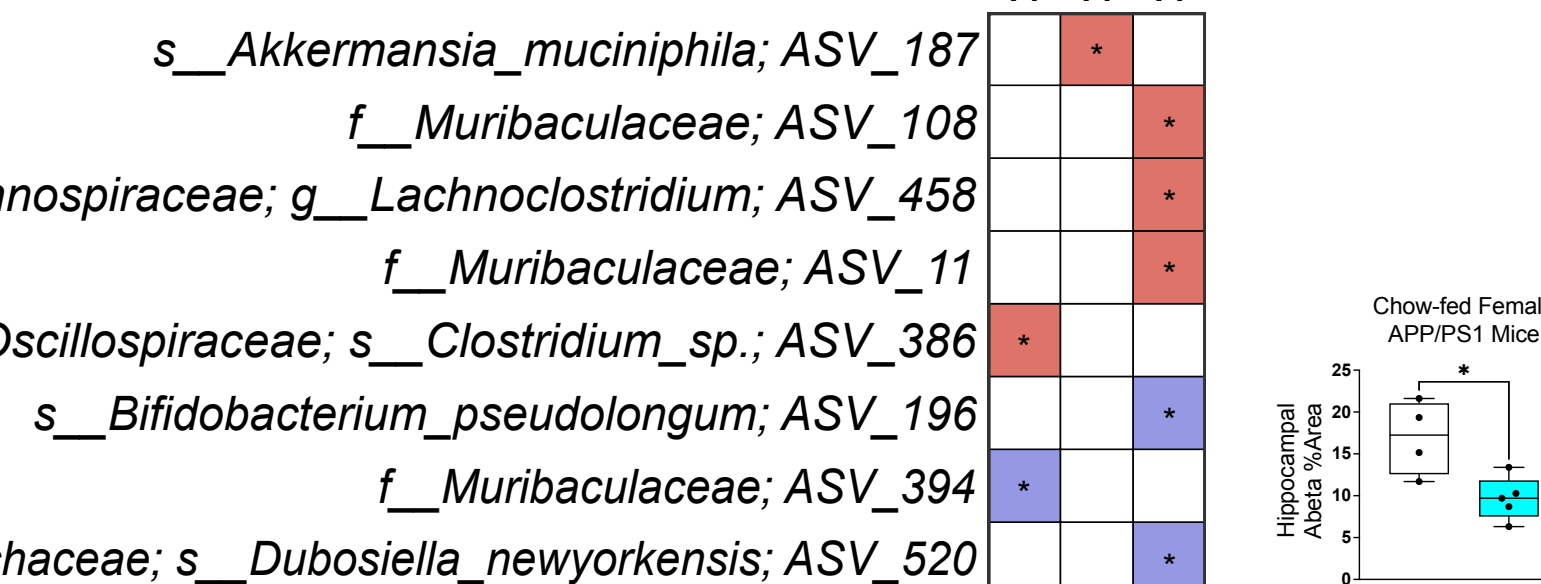 s__Akkermansia_muciniphila; ASV_187
*
f__Muribaculaceae; ASV_108
*
nospiraceae; g__Lachnoclostridium; ASV_458
*
f__Muribaculaceae; ASV_11
*
Oscillospiraceae; s__Clostridium_sp.; ASV_386
*
s__Bifidobacterium_pseudolongum; ASV_196
*
f__Muribaculaceae; ASV_394
*
chaceae; s__Dubosiella_newyorkensis; ASV_520
*
Chow-fed Femal
APP/PS1 Mice
*
Hippocampal
Abeta %Area
25
20
15
10
5
0